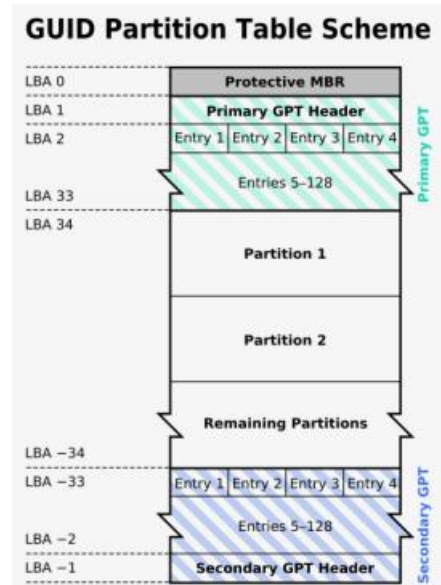 GUID Partition Table Scheme
LBA 0
Protective MBR
LBA 1
Primary GPT Header
LBA 2
Entry 1 Entry 2 Entry 3 Entry 4
Entries 5–128
LBA 33
Primary GPT
LBA 34
Partition 1
Partition 2
Remaining Partitions
LBA −34
LBA −33
Entry 1 Entry 2 Entry 3 Entry 4
Entries 5–128
LBA −2
LBA −1
Secondary GPT Header
Secondary GPT